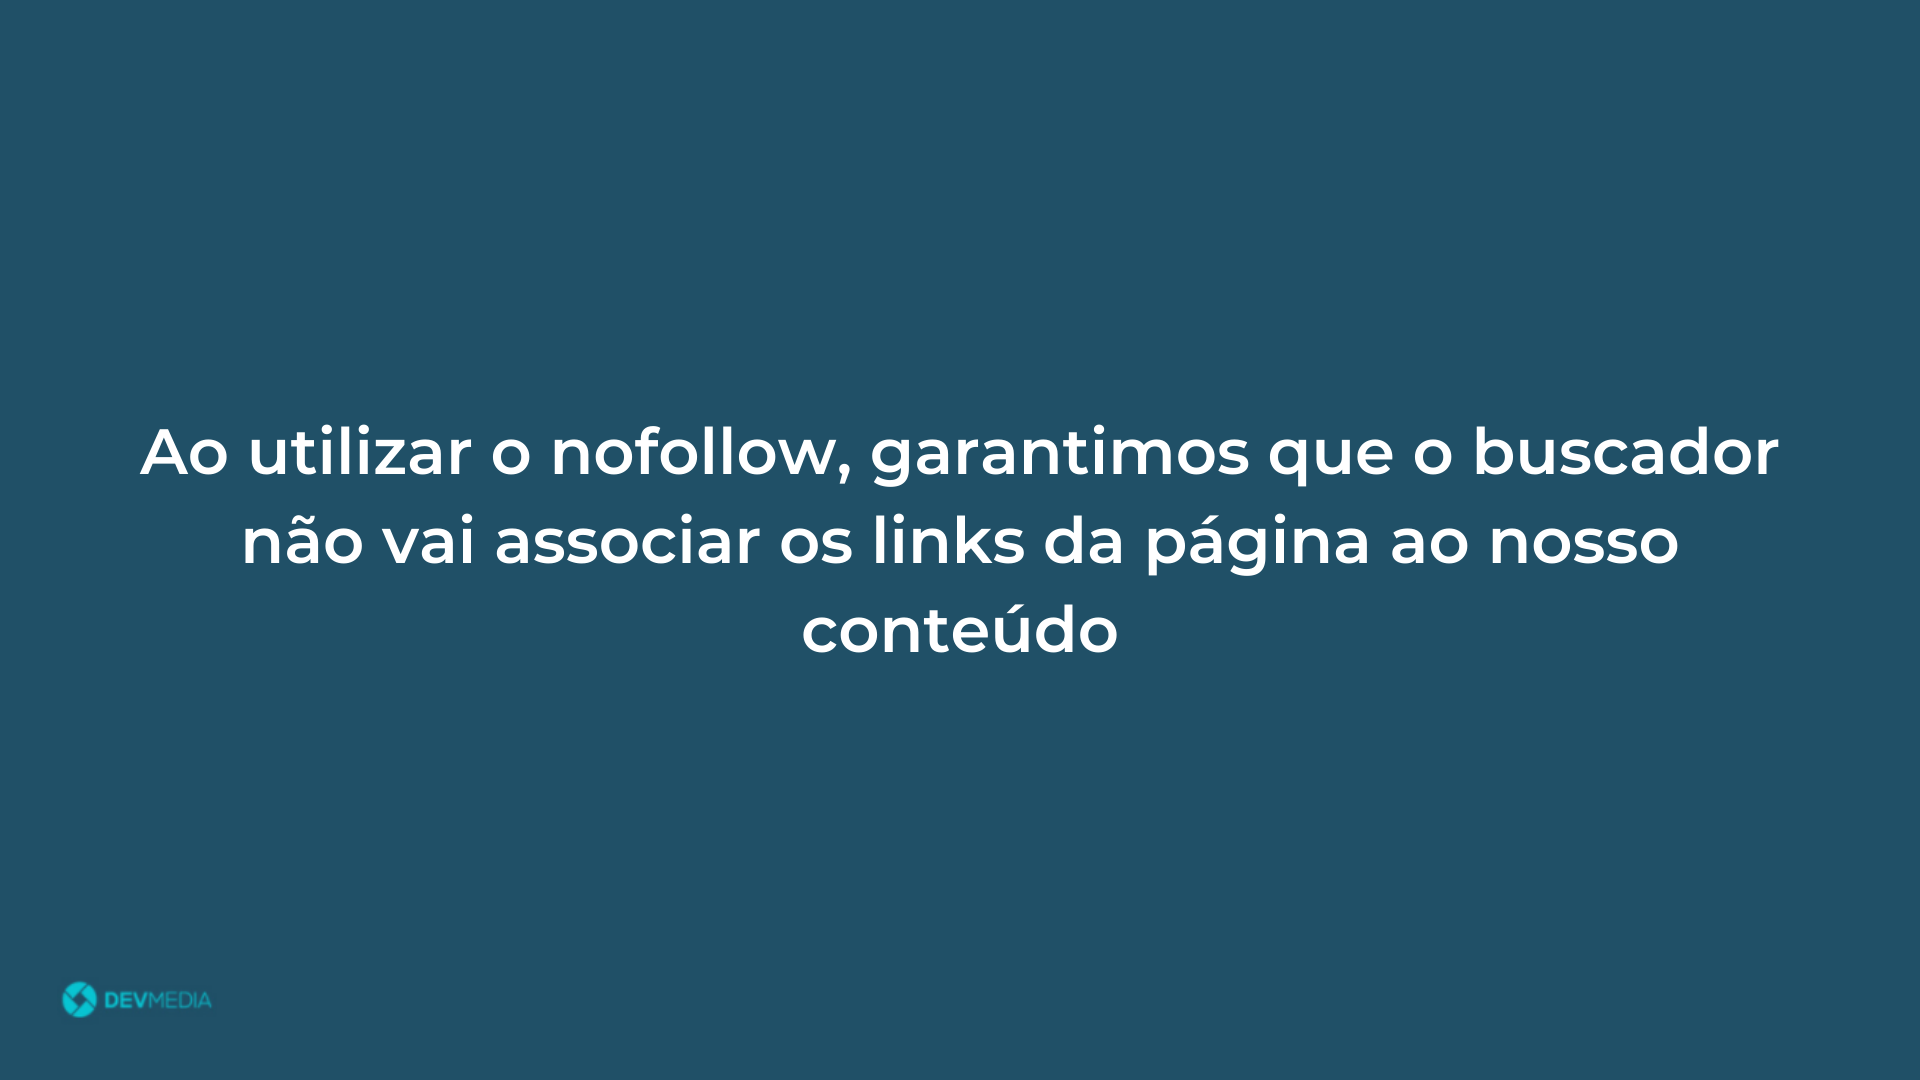 Ao utilizar o nofollow, garantimos que o buscador
não vai associar os links da página ao nosso
conteúdo
DEVMEDIA